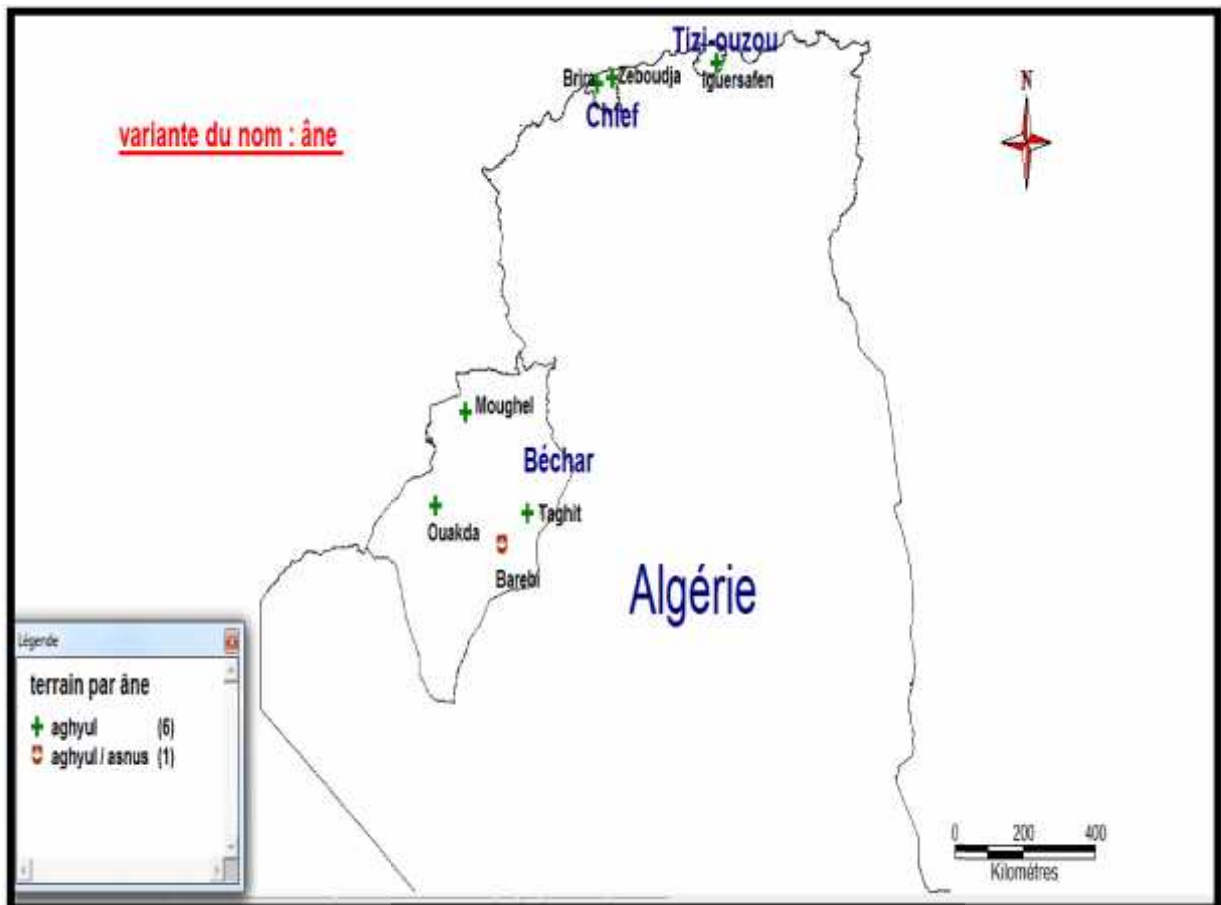 Tizi-ouzou
Brira
Zeboudja
Iguersafen
Chlef
N
variante du nom : âne
Moughel
Béchar
Ouakda
Taghit
Barebi
Algérie
Légende
terrain par âne
aghyul (6)
aghyul / asnus (1)
0 200 400
Kilométres